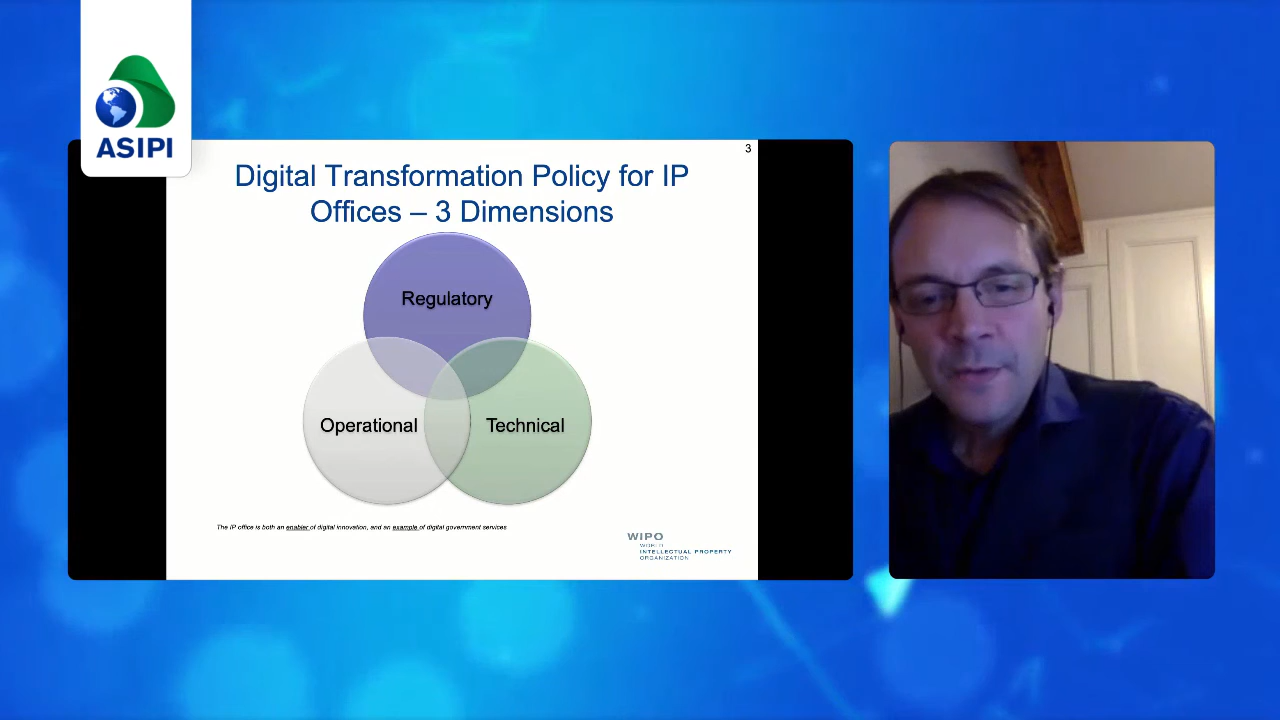 ASIPI
3
Digital Transformation Policy for IP
Offices – 3 Dimensions
Regulatory
Operational
Technical
The IP office is both an enabler of digital innovation, and an example of digital government services
WIPO
WORLD
INTELLECTUAL PROPERTY
ORGANIZATION